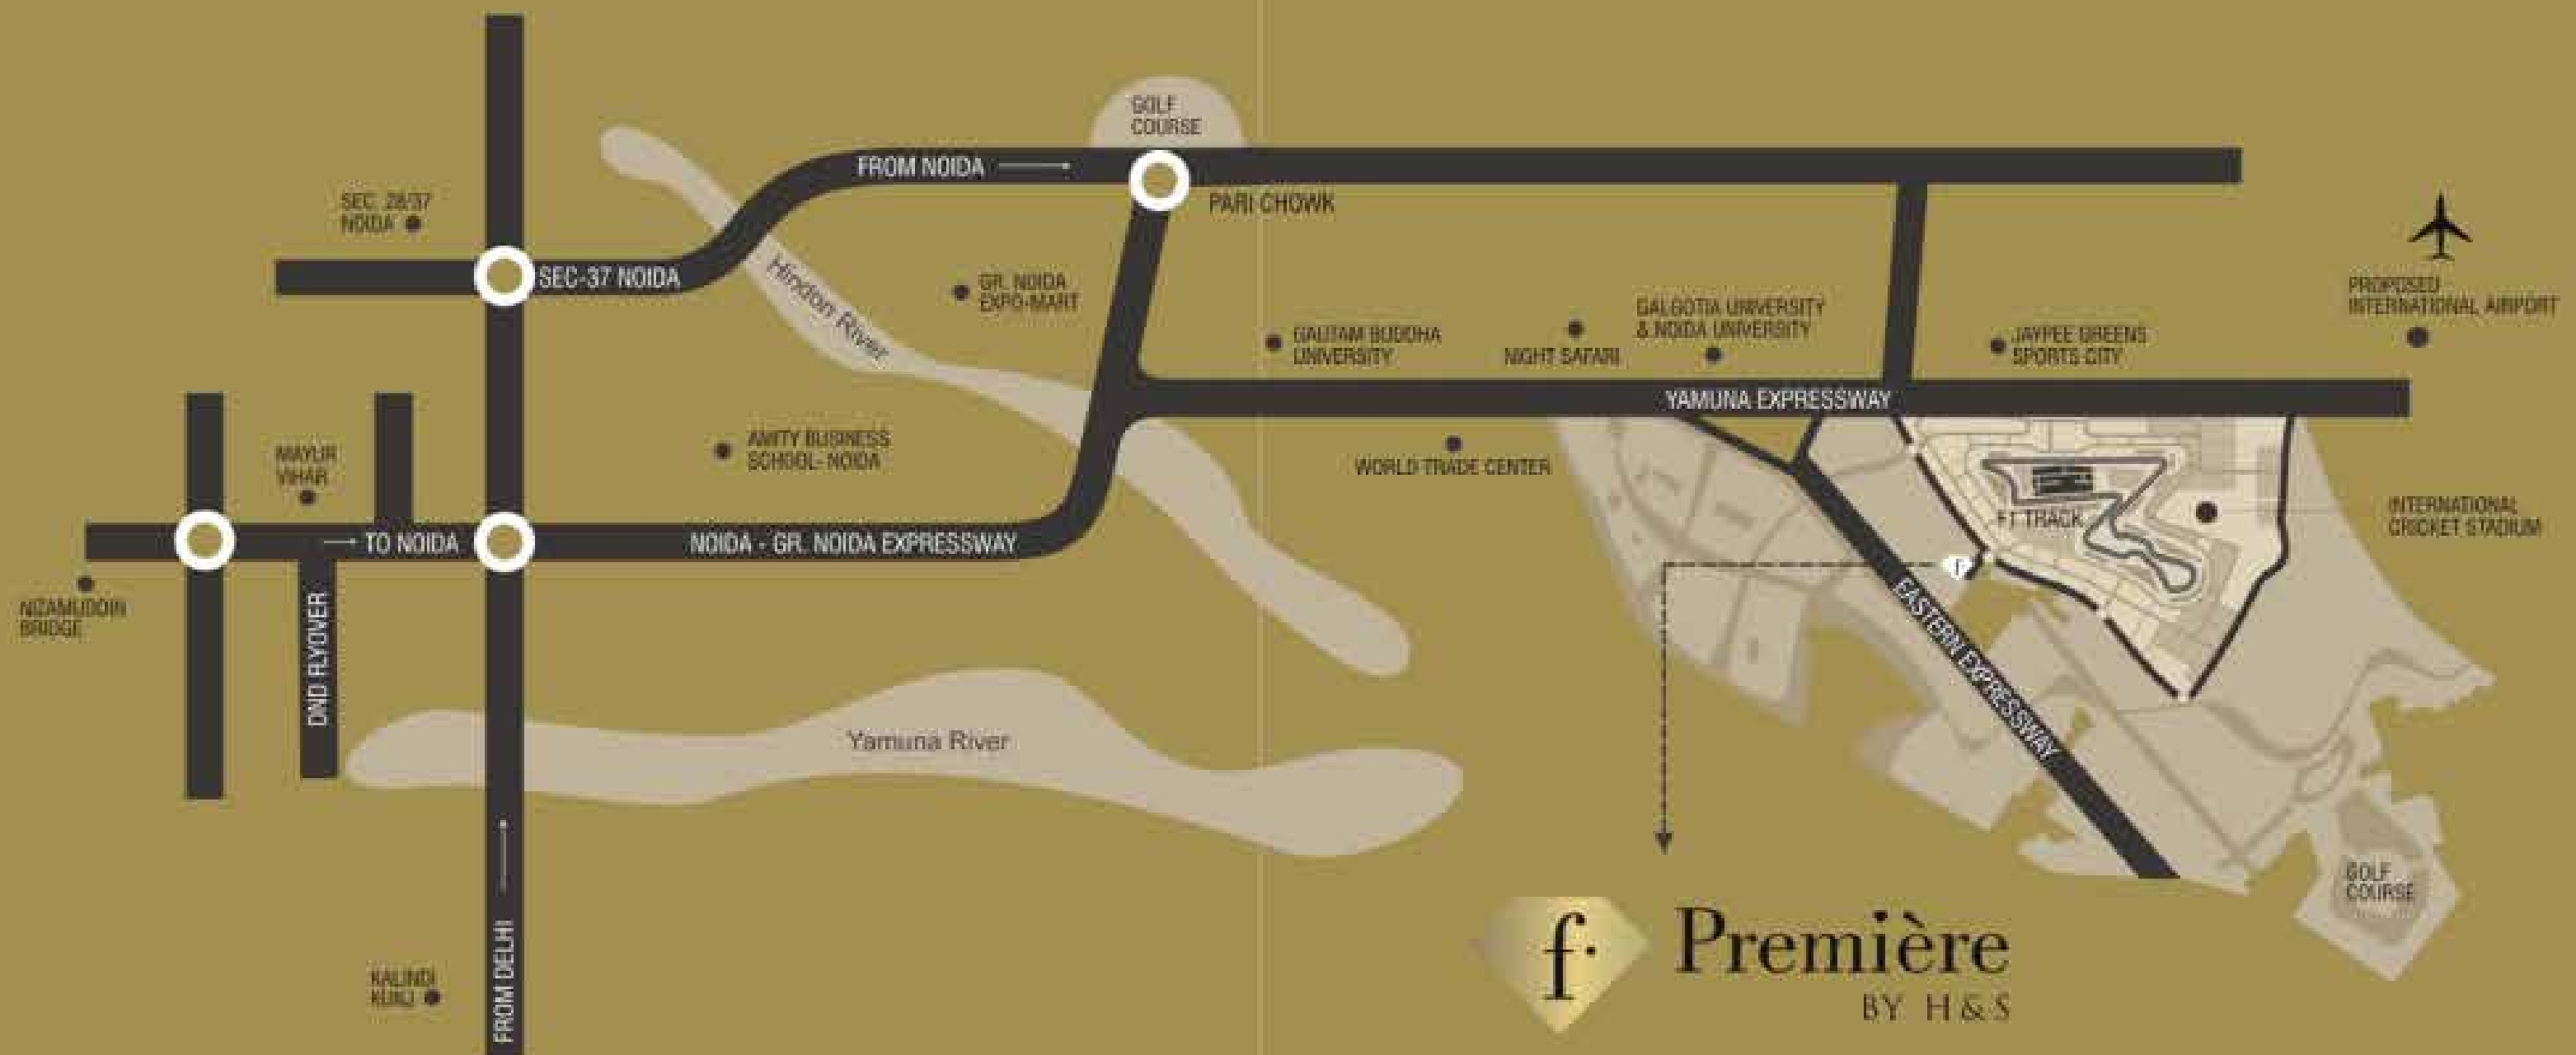 GOLF
COURSE
FROM NOIDA
PARI CHOWK
SEC. 28/37
NOIDA
SEC-37 NOIDA
Hindon River
GR. NOIDA
EXPO-MART
GAUTAM BUDDHA
UNIVERSITY
NIGHT SAFARI
GALGOTIA UNIVERSITY
& NOIDA UNIVERSITY
JAYPEE GREENS
SPORTS CITY
PROPOSED
INTERNATIONAL AIRPORT
YAMUNA EXPRESSWAY
MAYUR
VIHAR
AMITY BUSINESS
SCHOOL- NOIDA
WORLD TRADE CENTER
F1 TRACK
INTERNATIONAL
CRICKET STADIUM
TO NOIDA
NOIDA - GR. NOIDA EXPRESSWAY
f
NIZAMUDDIN
BRIDGE
DND FLYOVER
EASTERN EXPRESSWAY
Yamuna River
GOLF
COURSE
KALINDI
KUNJ
FROM DELHI
f·
Première
BY H & S